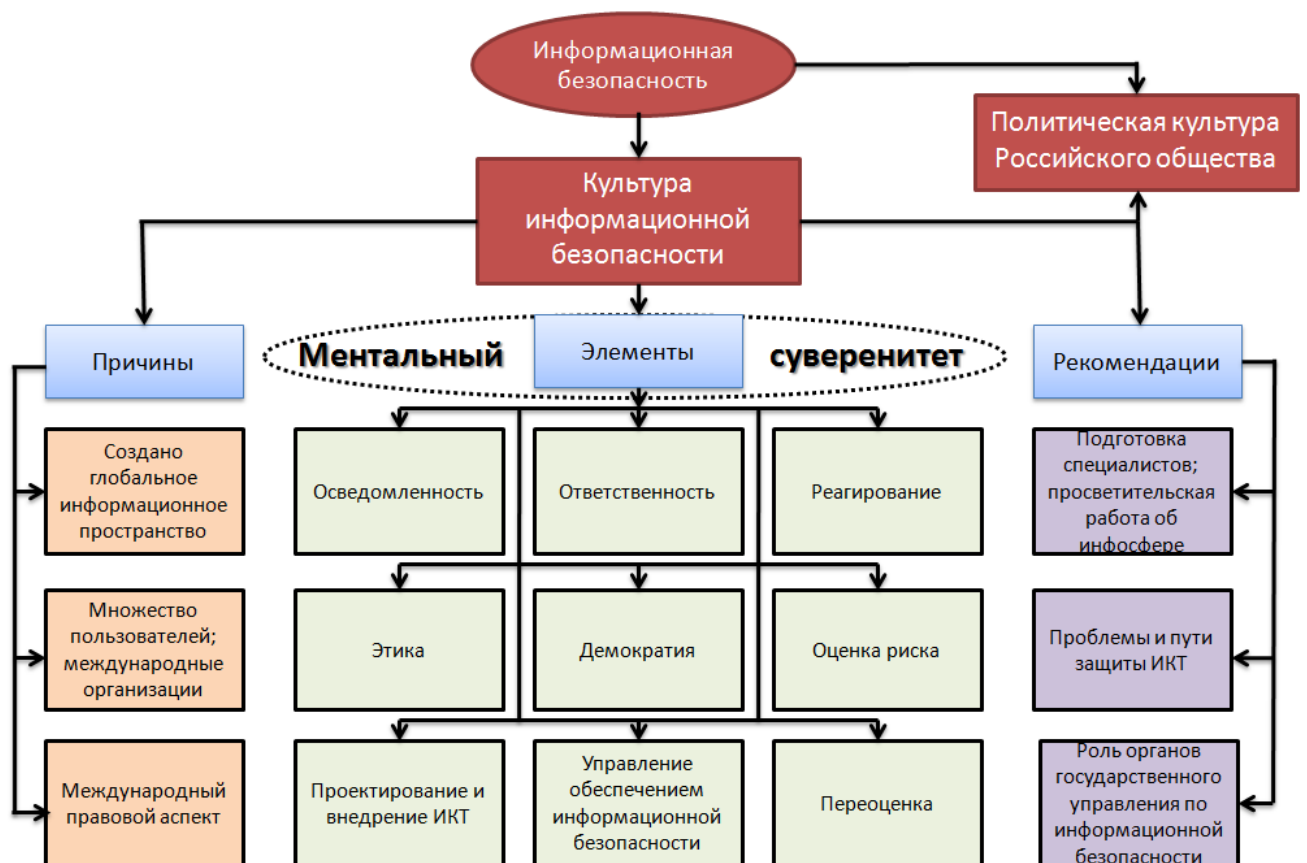 Информационная
безопасность
Политическая культура
Российского общества
Культура
информационной
безопасности
Причины
Ментальный
Элементы
суверенитет
Рекомендации
Создано
глобальное
информационное
пространство
Осведомленность
Ответственность
Реагирование
Подготовка
специалистов;
просветительская
работа об
инфосфере
Множество
пользователей;
международные
организации
Этика
Демократия
Оценка риска
Проблемы и пути
защиты ИКТ
Международный
правовой аспект
Проектирование и
внедрение ИКТ
Управление
обеспечением
информационной
безопасности
Переоценка
Роль органов
государственного
управления по
информационной
безопасности